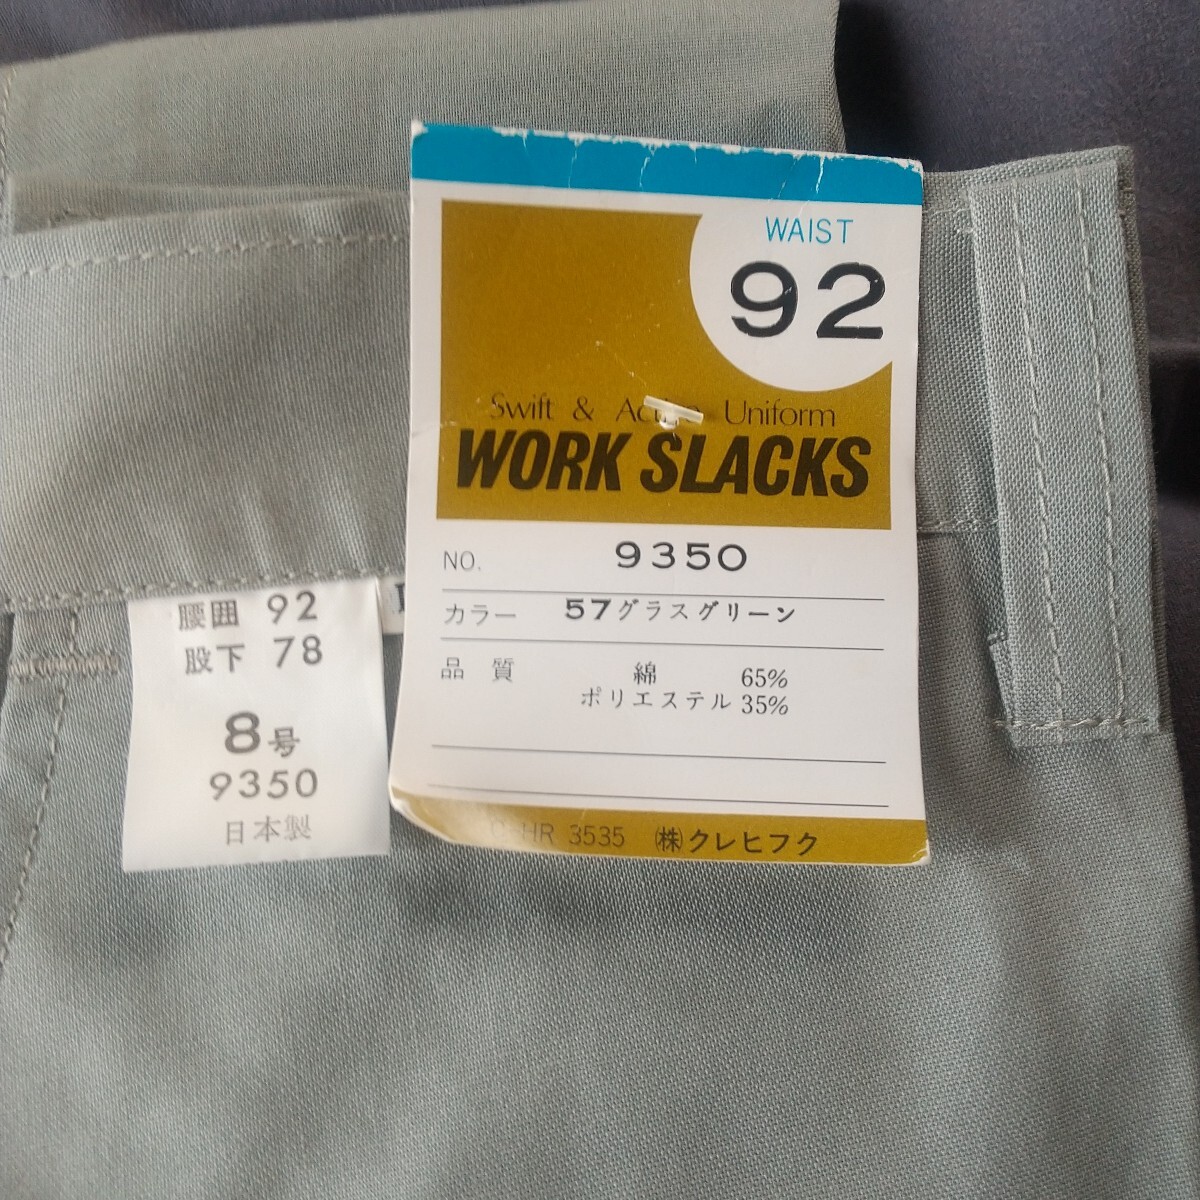 WAIST
92
Swift & Uniform
WORK SLACKS
NO. 9350
カラー 57グラスグリーン
品質 綿 65%
ポリエステル 35%
HR 3535 ㈱クレヒフク
腰囲 92
股下 78
8号
9350
日本製